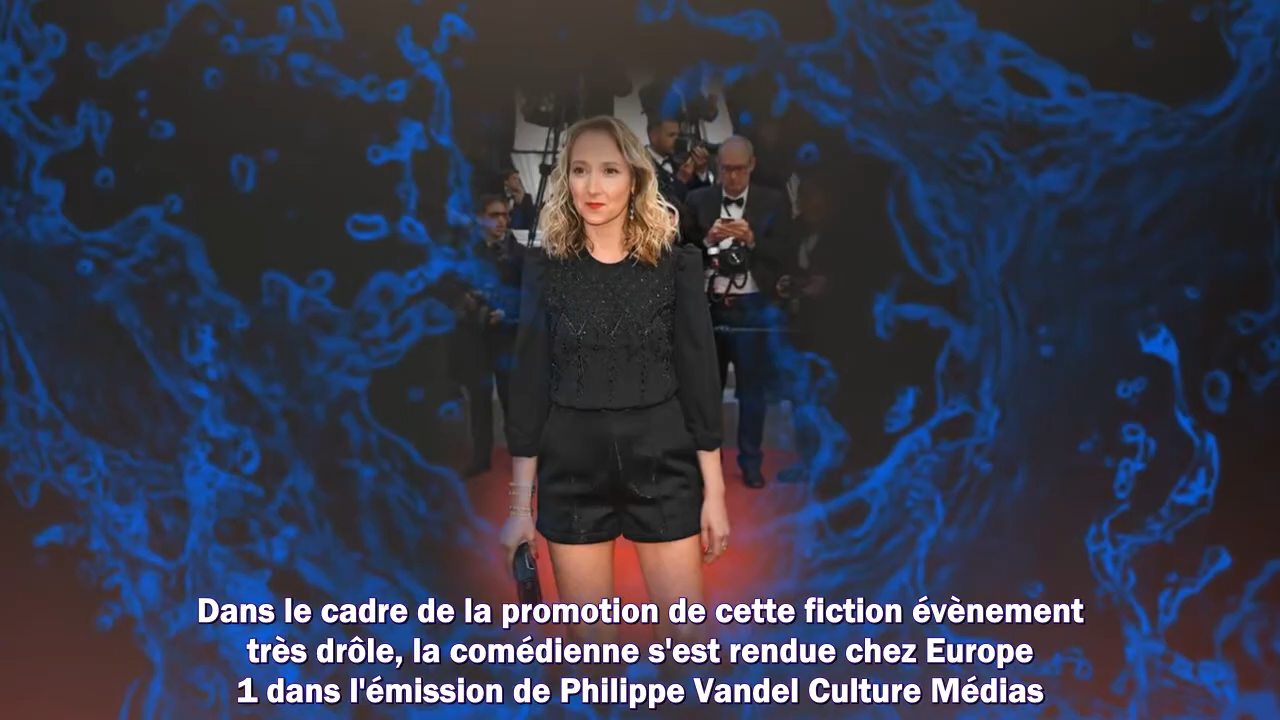 Dans le cadre de la promotion de cette fiction évènement
très drôle, la comédienne s'est rendue chez Europe
1 dans l'émission de Philippe Vandel Culture Médias